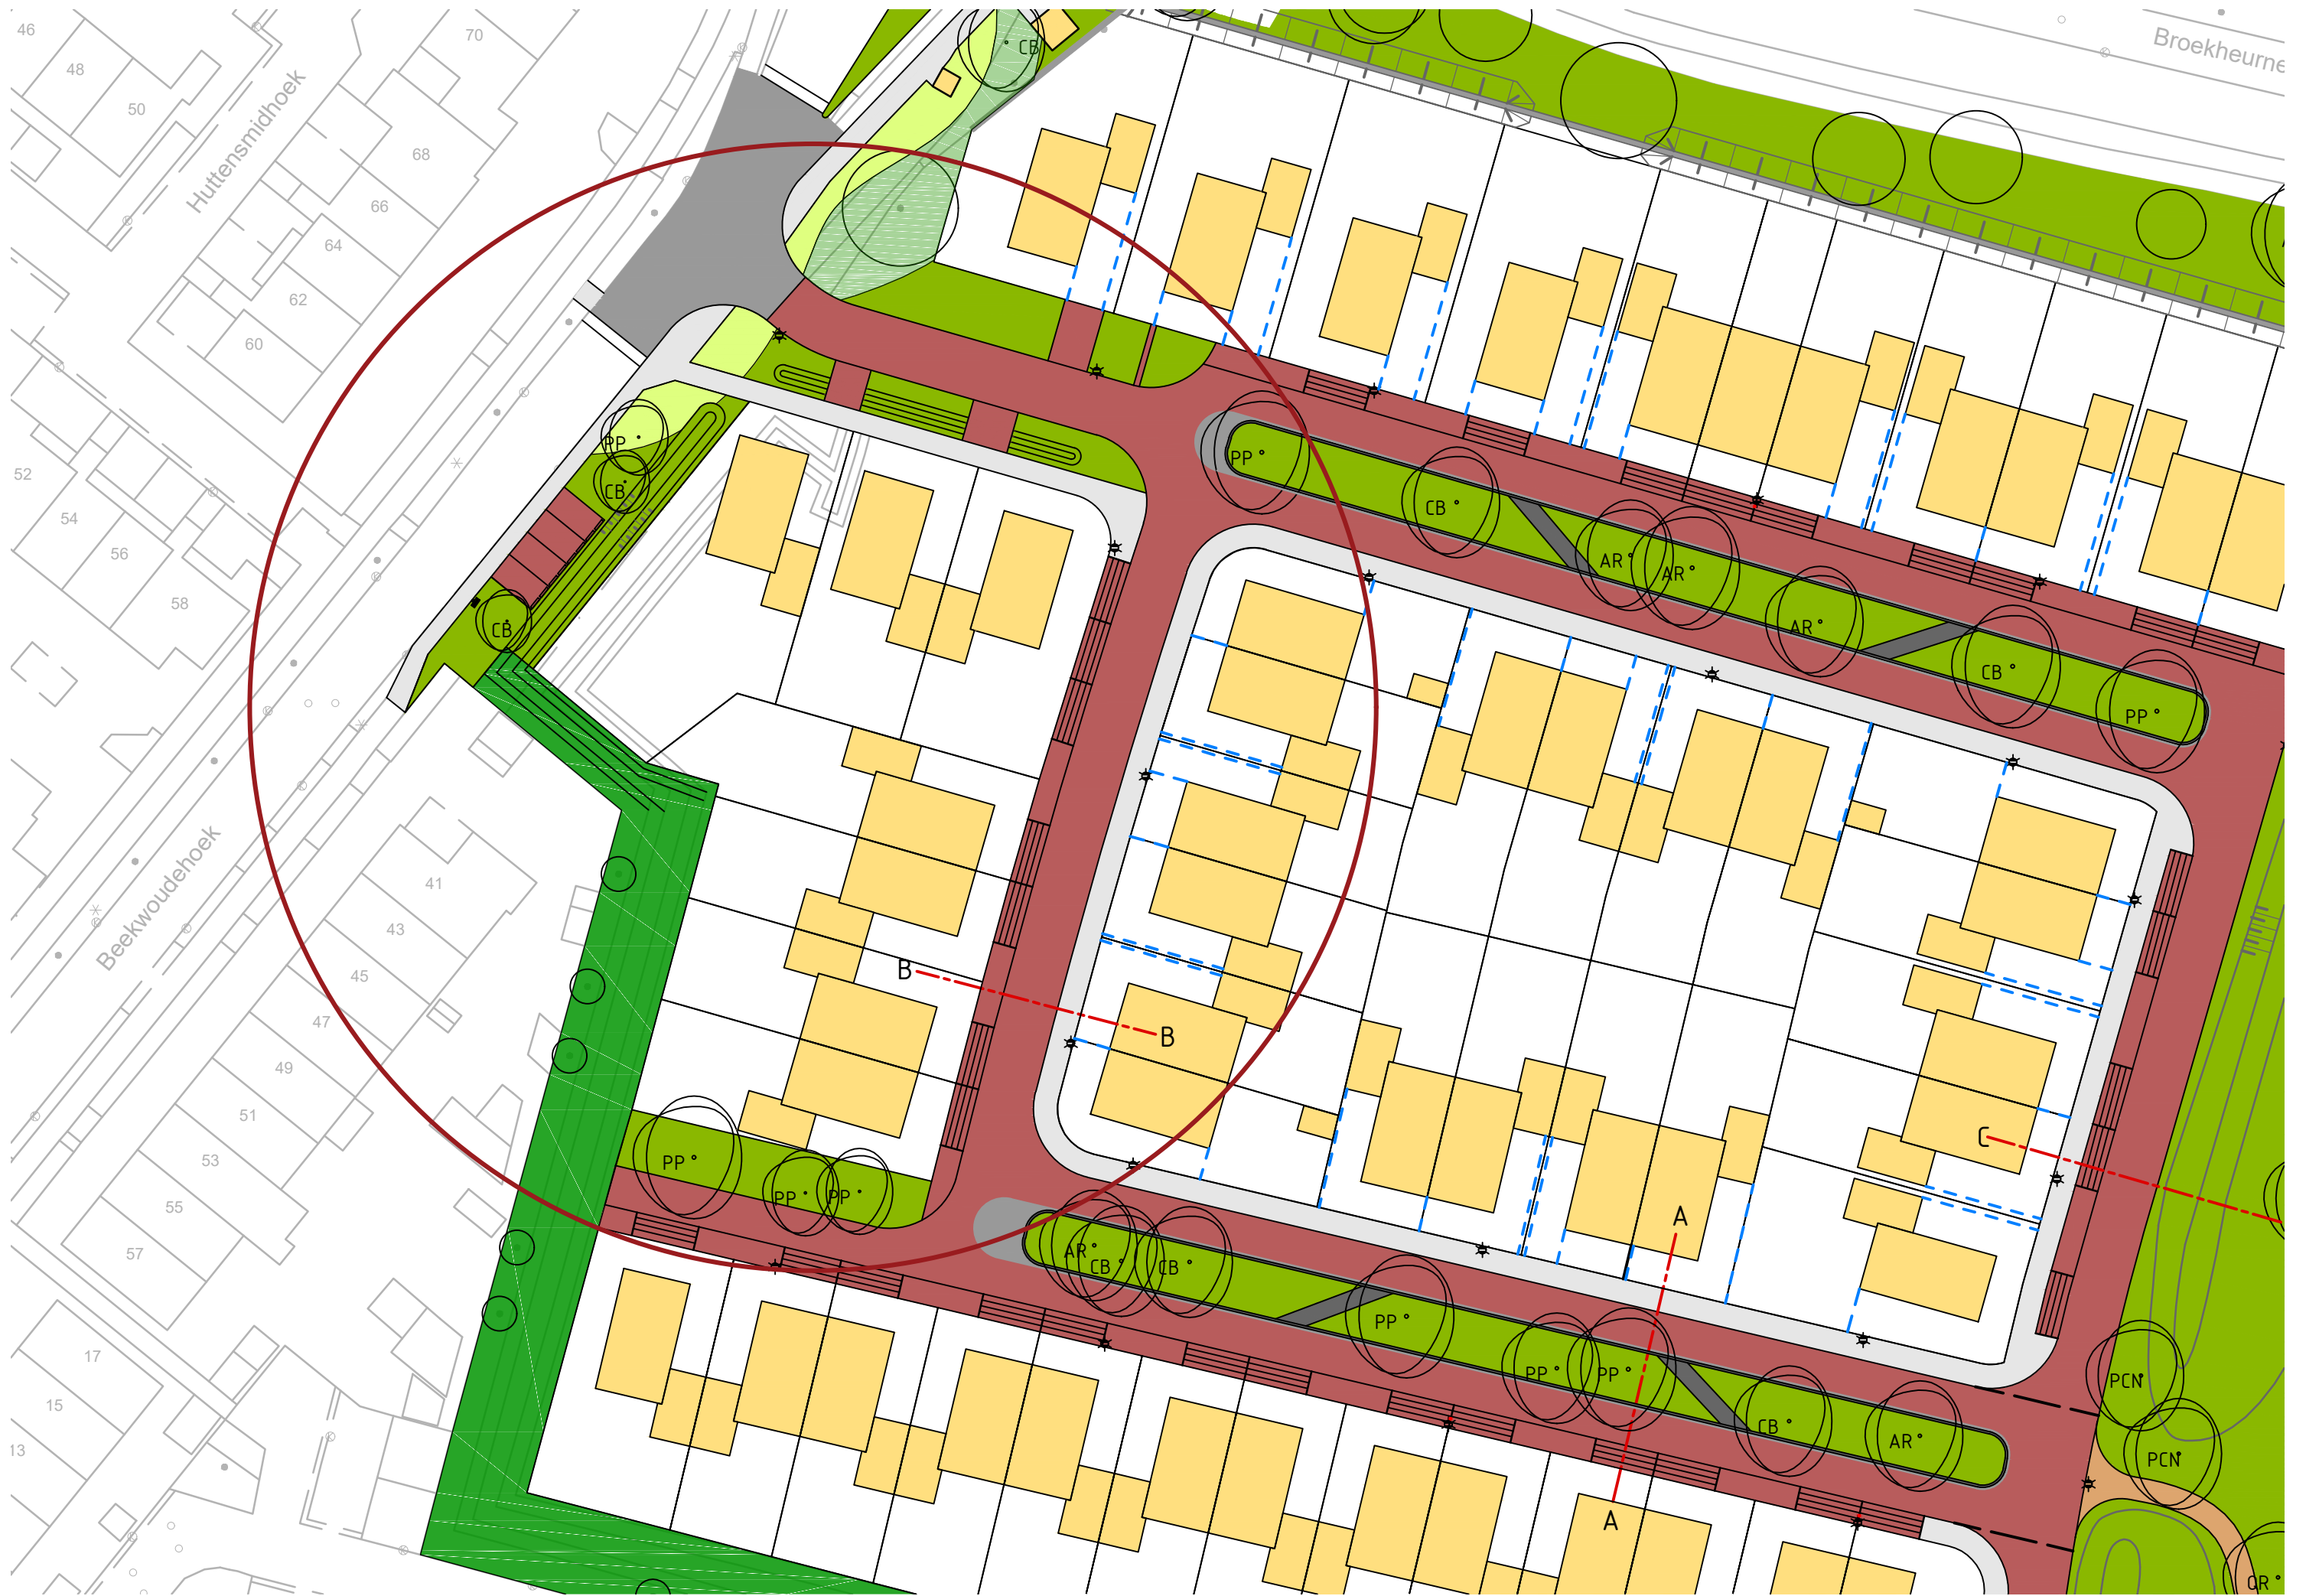 46
48
50
70
68
66
64
62
60
Huttensmidhoek
CB
Broekheurne
52
54
56
58
PP
CB
CB
PP
CB
AR
AR
AR
CB
PP
Beekwoudehoek
41
43
45
47
49
51
53
55
57
17
15
13
B
B
C
A
A
PP
PP
PP
AR
CB
CB
PP
PP
PP
CB
AR
PCN
PCN